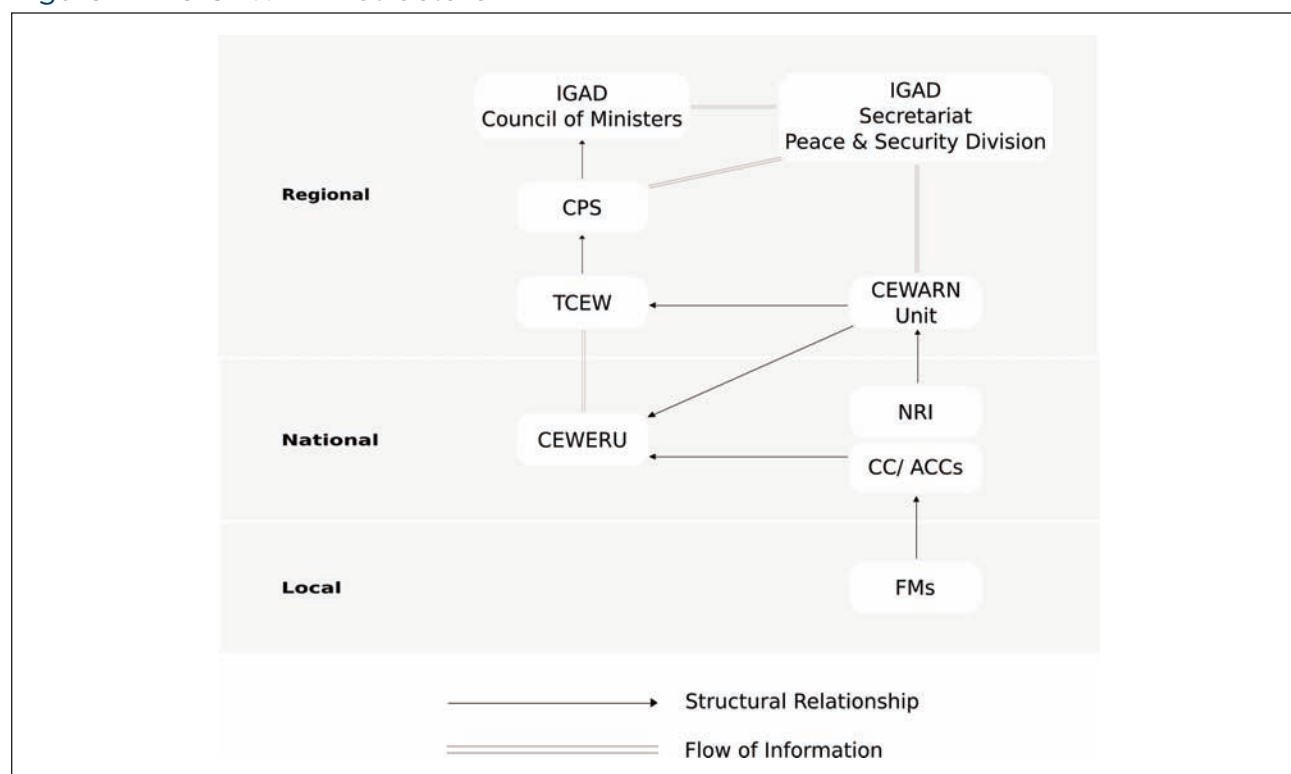 IGAD
Council of Ministers
IGAD
Secretariat
Peace & Security Division
Regional
CPS
TCEW
CEWARN
Unit
National
CEWERU
NRI
CC/ ACCs
Local
FMs
Structural Relationship
Flow of Information